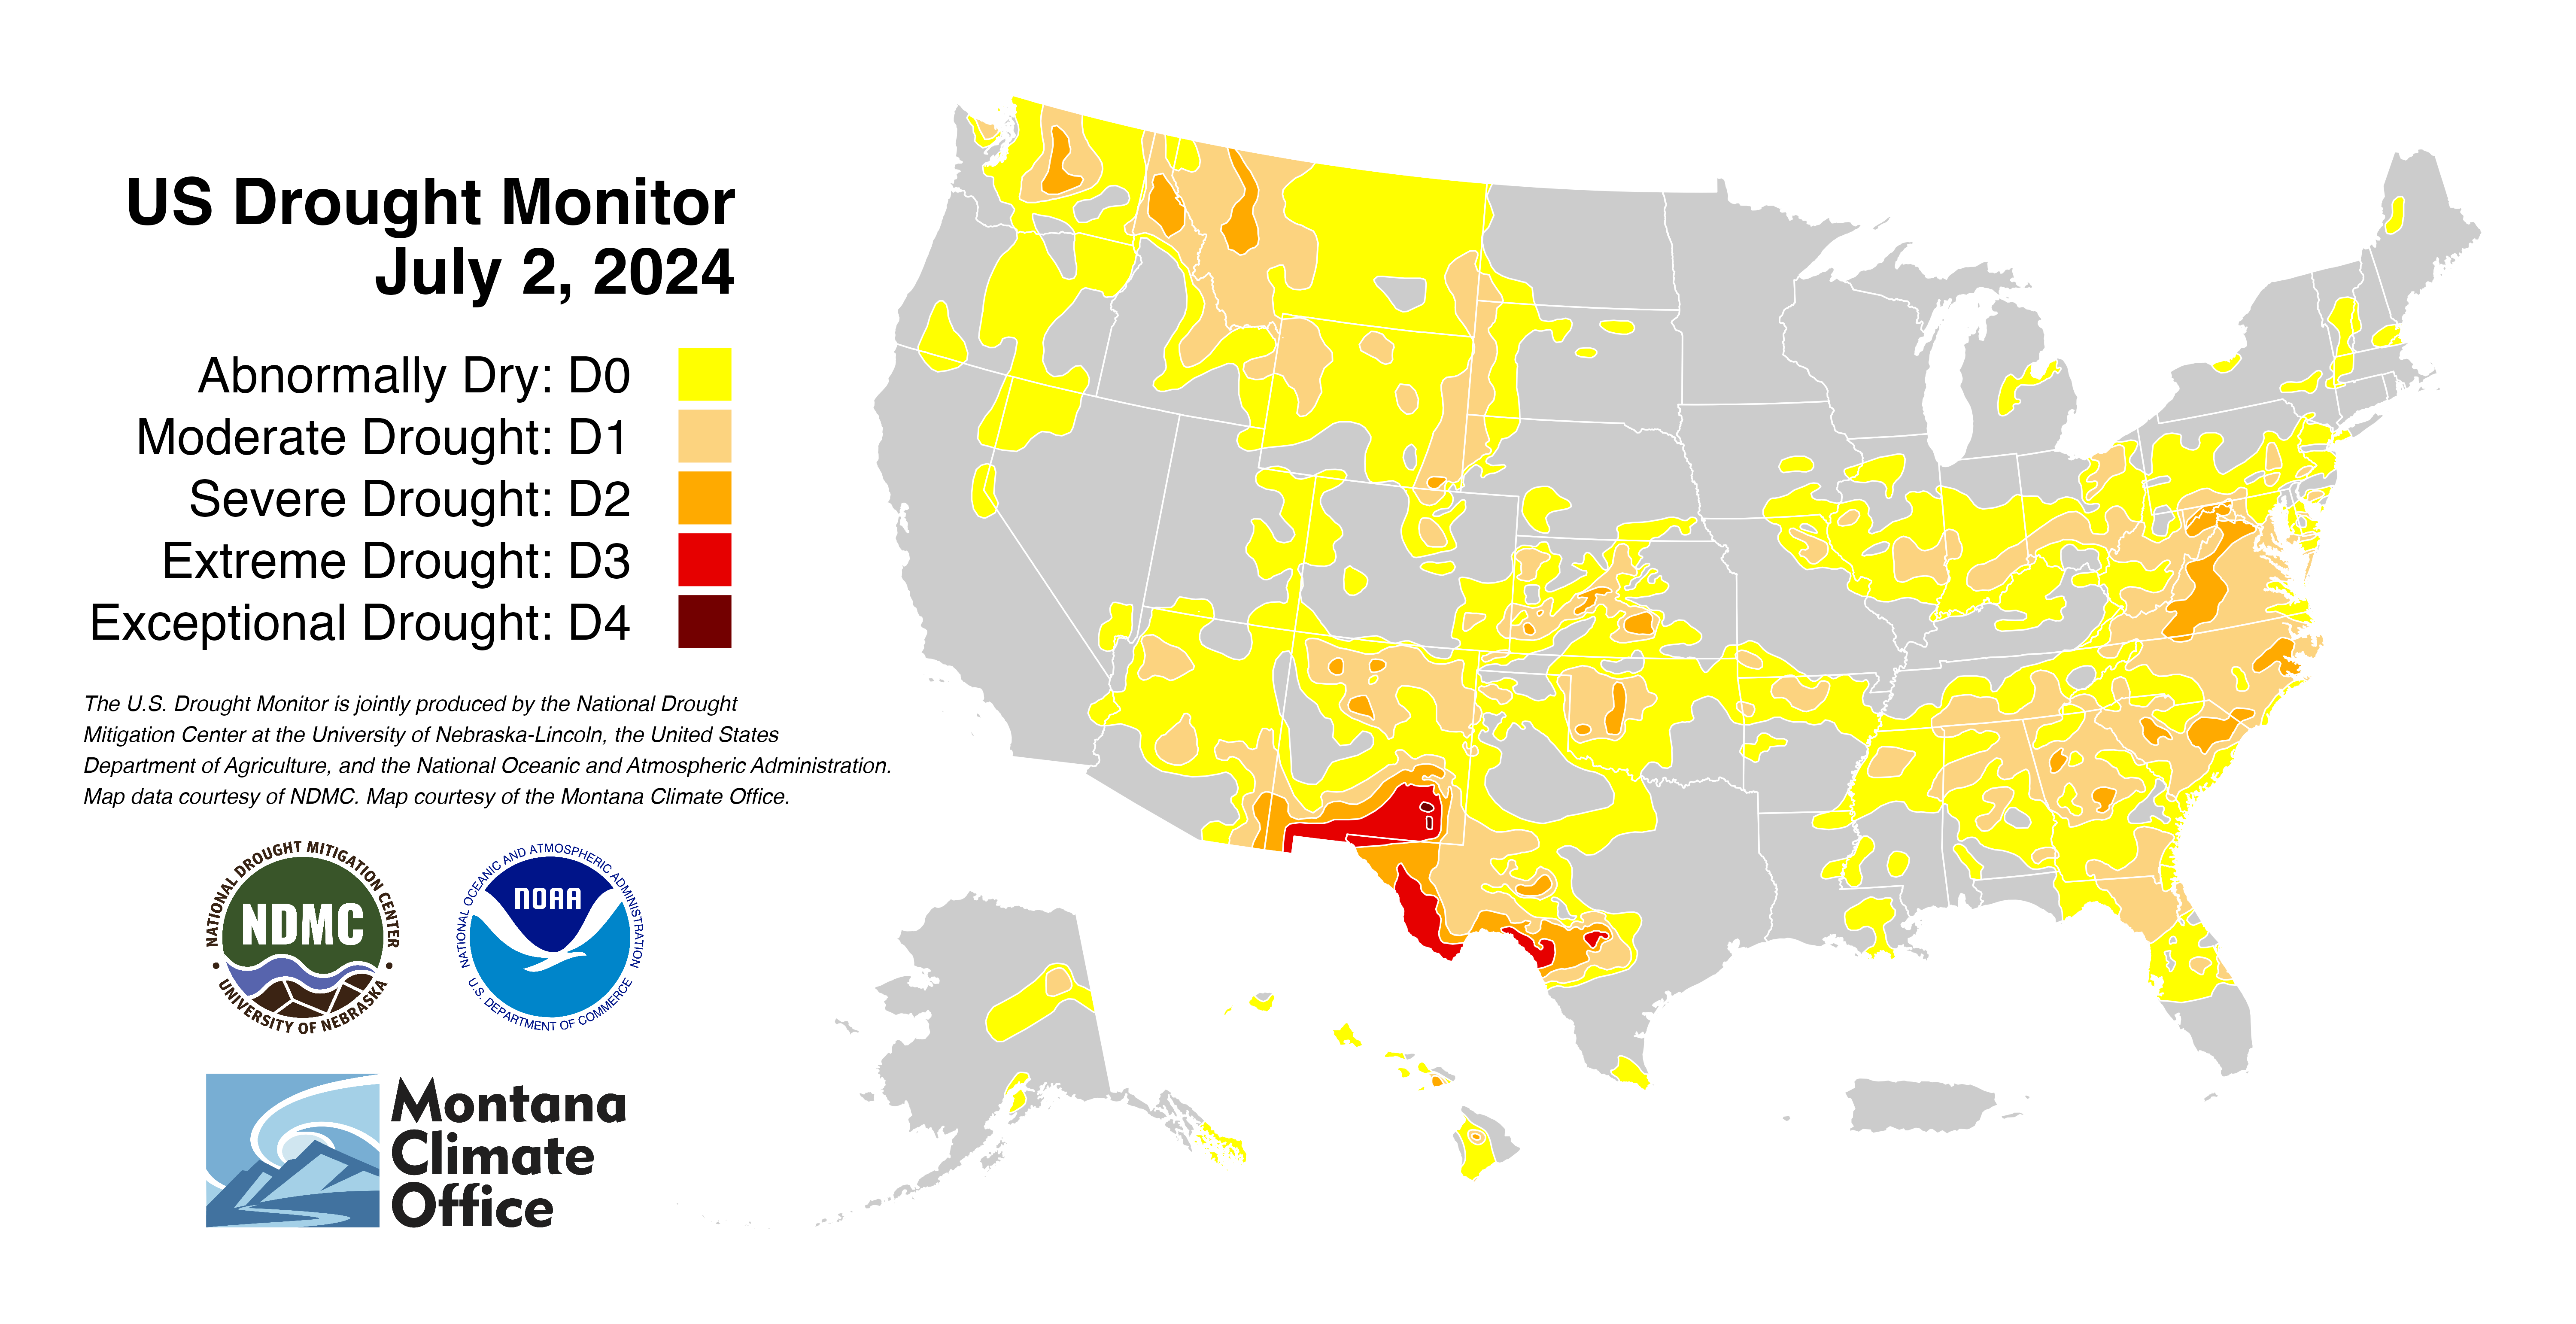 US Drought Monitor
July 2, 2024
Abnormally Dry: D0
Moderate Drought: D1
Severe Drought: D2
Extreme Drought: D3
Exceptional Drought: D4
The U.S. Drought Monitor is jointly produced by the National Drought
Mitigation Center at the University of Nebraska-Lincoln, the United States
Department of Agriculture, and the National Oceanic and Atmospheric Administration.
Map data courtesy of NDMC. Map courtesy of the Montana Climate Office.
NATIONAL DROUGHT MITIGATION CENTER
NDMC
UNIVERSITY OF NEBRASKA
NATIONAL OCEANIC AND ATMOSPHERIC ADMINISTRATION
NOAA
U.S. DEPARTMENT OF COMMERCE
Montana
Climate
Office